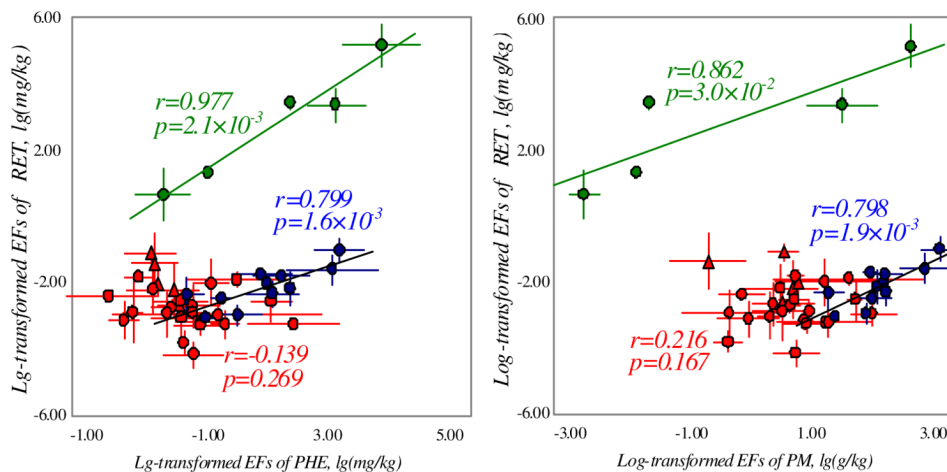 Lg-transformed EFs of RET, lg(mg/kg)
6.00
2.00
-2.00
-6.00
r=0.977
p=2.1×10⁻³
r=0.799
p=1.6×10⁻³
r=-0.139
p=0.269
-1.00
-1.00
3.00
5.00
Lg-transformed EFs of PHE, lg(mg/kg)
Log-transformed EFs of RET, lg(mg/kg)
6.00
2.00
-2.00
-6.00
r=0.862
p=3.0×10⁻²
r=0.798
p=1.9×10⁻³
r=0.216
p=0.167
-3.00
-1.00
1.00
3.00
Log-transformed EFs of PM, lg(g/kg)